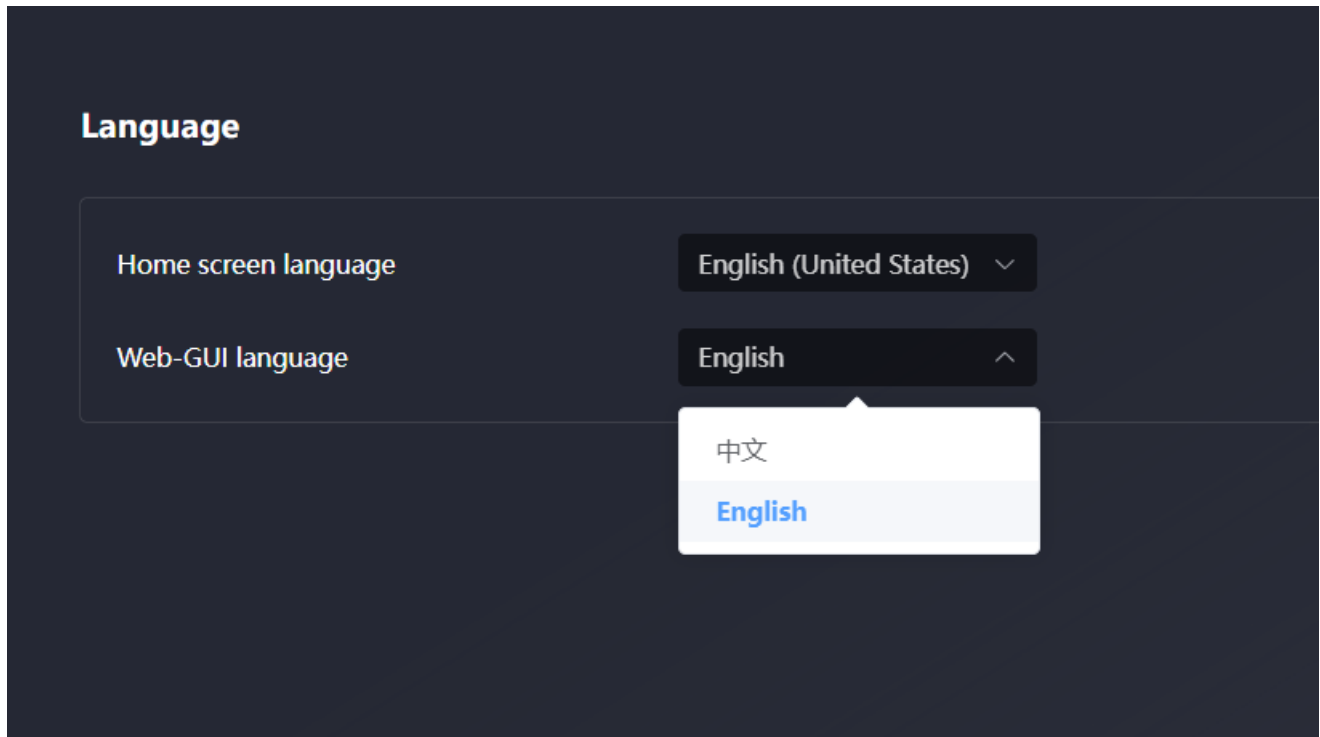 Language
Home screen language English (United States)
Web-GUI language English
中文
English